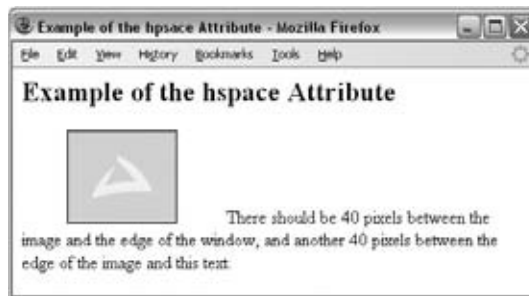 Example of the hpsace Attribute - Mozilla Firefox
File Edit View History Bookmarks Tools Help
Example of the hspace Attribute
There should be 40 pixels between the
image and the edge of the window, and another 40 pixels between the
edge of the image and this text.